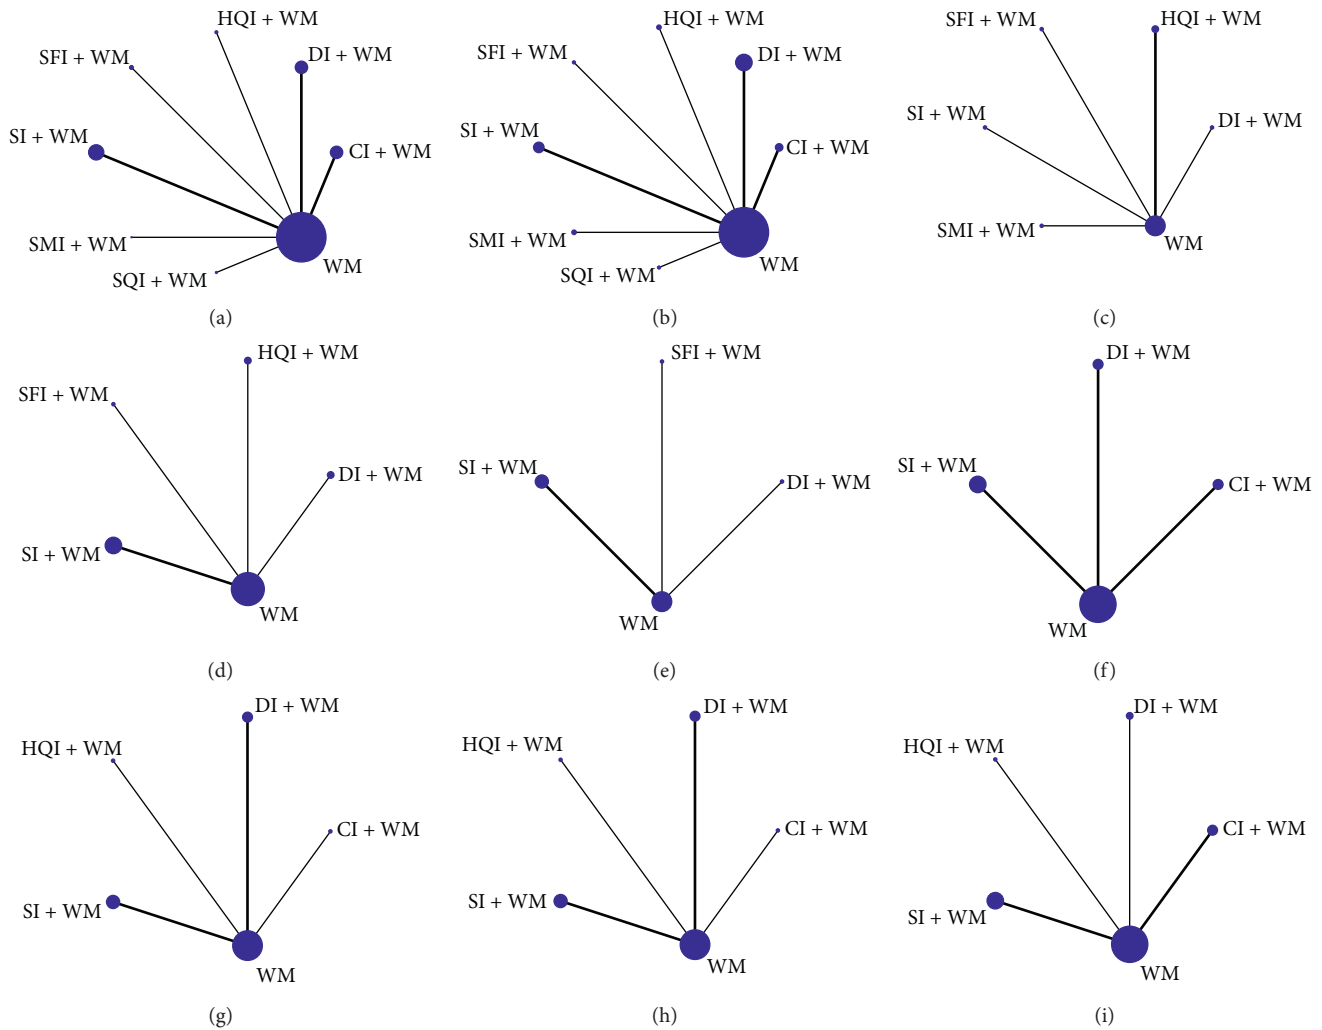 HQI + WM
SFI + WM
DI + WM
SI + WM
CI + WM
SMI + WM
SQI + WM
WM
(a)
HQI + WM
SFI + WM
DI + WM
SI + WM
CI + WM
SMI + WM
SQI + WM
WM
(b)
SFI + WM
HQI + WM
SI + WM
DI + WM
SMI + WM
WM
(c)
HQI + WM
SFI + WM
DI + WM
SI + WM
WM
(d)
SFI + WM
SI + WM
DI + WM
WM
(e)
DI + WM
SI + WM
CI + WM
WM
(f)
DI + WM
HQI + WM
CI + WM
SI + WM
WM
(g)
DI + WM
HQI + WM
CI + WM
SI + WM
WM
(h)
DI + WM
HQI + WM
CI + WM
SI + WM
WM
(i)